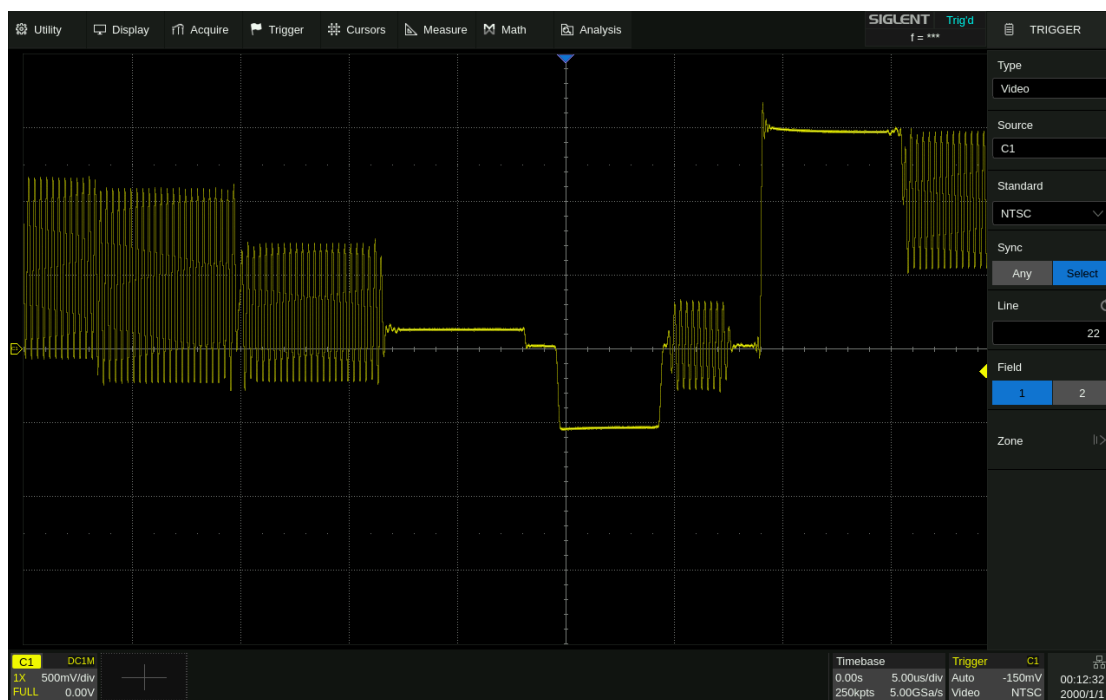 Utility Display Acquire Trigger Cursors Measure Math Analysis SIGLENT Trig'd
f = ***
TRIGGER
Type
Video
Source
C1
Standard
NTSC
Sync
Any Select
Line
22
Field
1 2
Zone
C1 DC1M
1X 500mV/div
FULL 0.00V
Timebase
0.00s 5.00us/div
250kpts 5.00GSa/s
Trigger C1
Auto -150mV
Video NTSC
00:12:32
2000/1/1